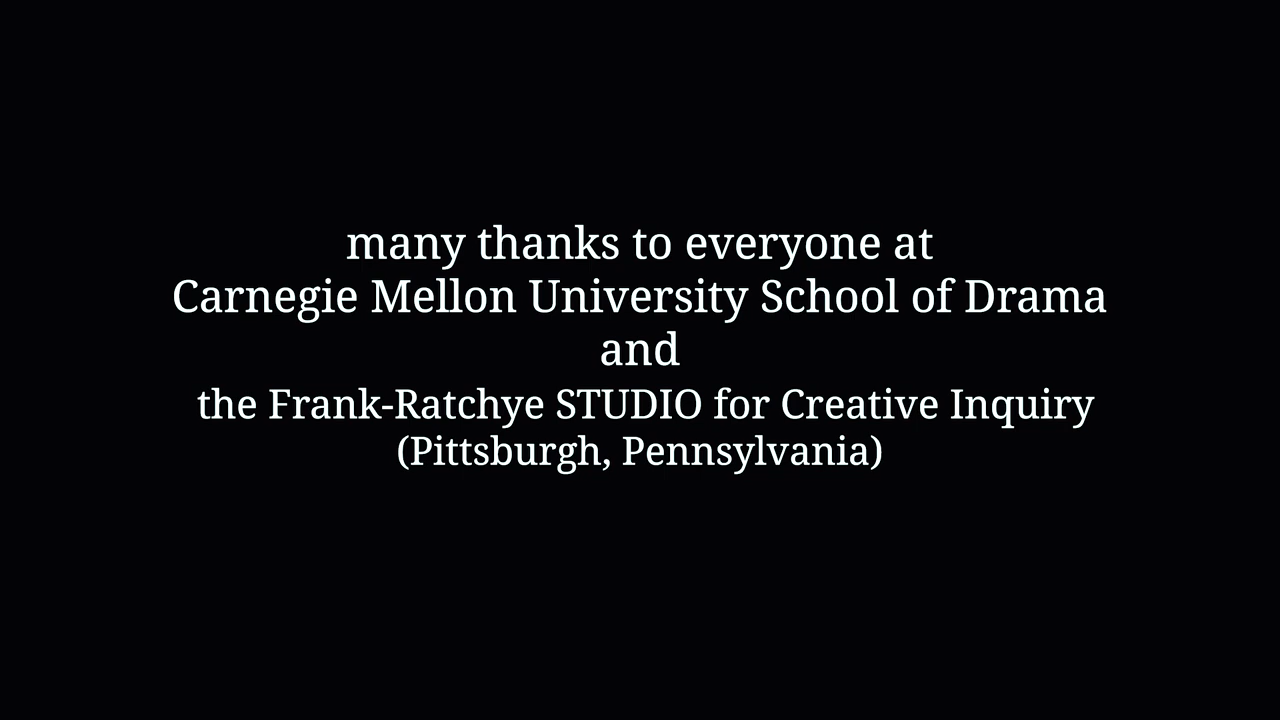 many thanks to everyone at
Carnegie Mellon University School of Drama
and
the Frank-Ratchye STUDIO for Creative Inquiry
(Pittsburgh, Pennsylvania)